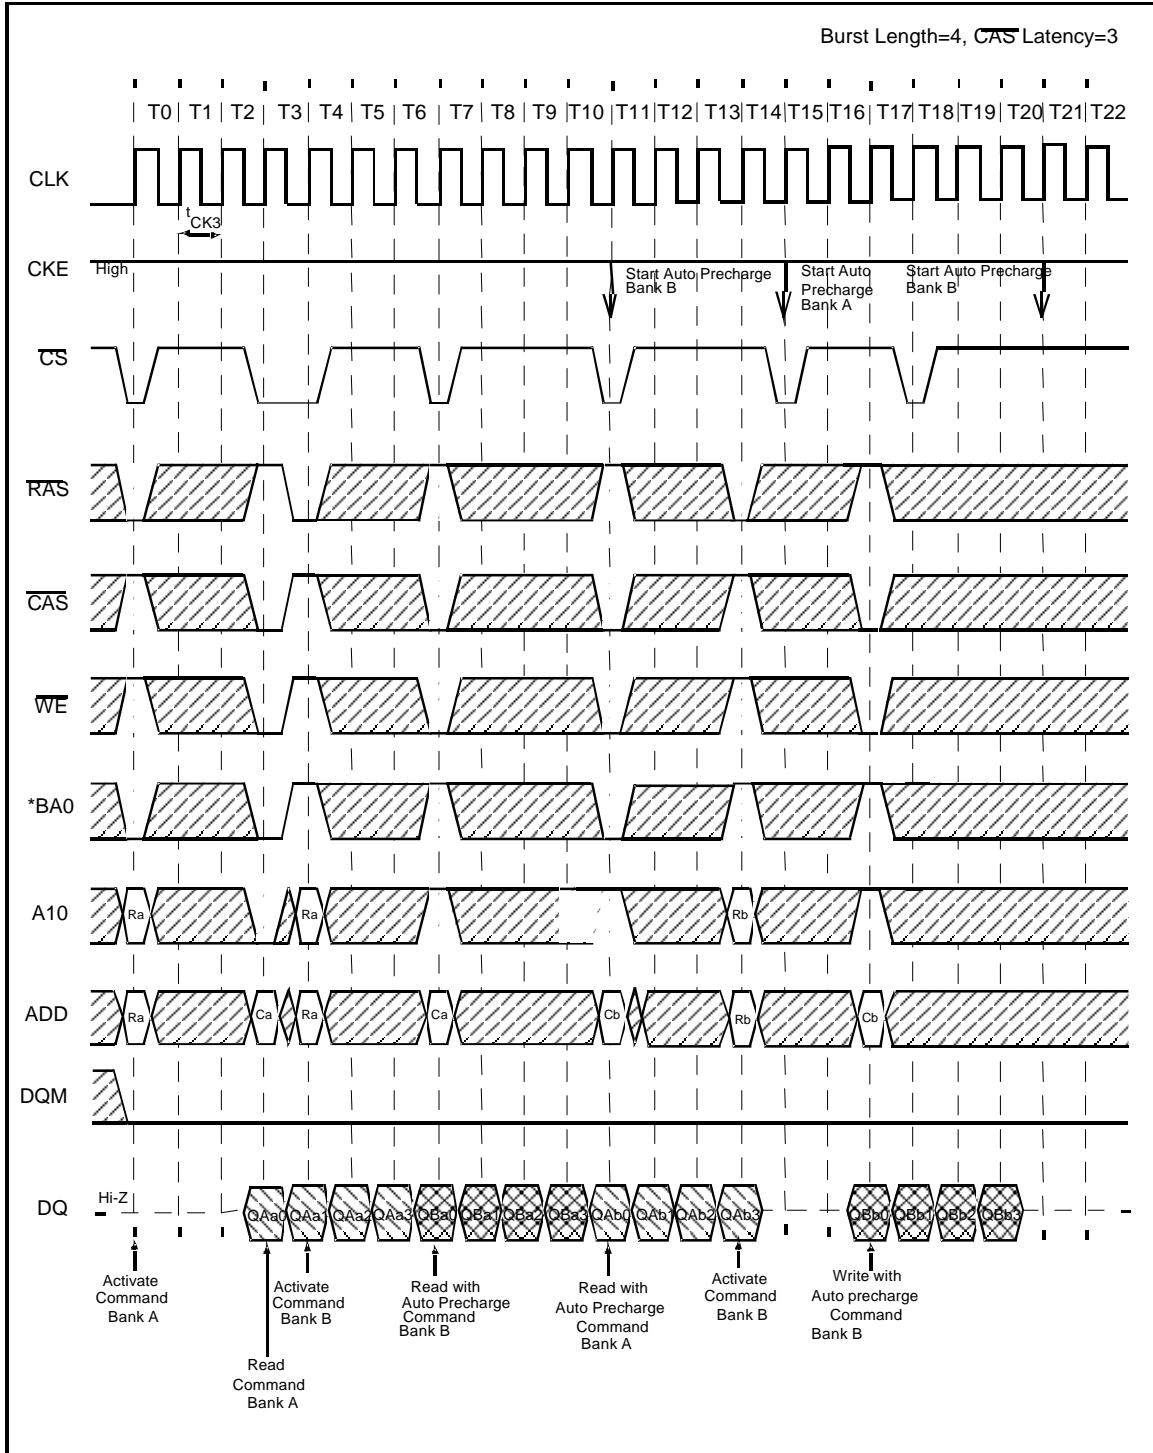 Burst Length=4, CAS Latency=3
T0 T1 T2 T3 T4 T5 T6 T7 T8 T9 T10 T11 T12 T13 T14 T15 T16 T17 T18 T19 T20 T21 T22
CLK
tCK3
CKE
High
Start Auto Precharge
Bank B
Start Auto
Precharge
Bank A
Start Auto Precharge
Bank B
CS
RAS
CAS
WE
*BA0
A10
Ra
Ra
Rb
ADD
Ra
Ca
Ra
Ca
Cb
Rb
Cb
DQM
DQ
Hi-Z
QAa0 QAa1 QAa2 QAa3 QBa0 QBa1 QBa2 QBa3 QAb0 QAb1 QAb2 QAb3 QBb0 QBb1 QBb2 QBb3
Activate
Command
Bank A
Read
Command
Bank A
Activate
Command
Bank B
Read with
Auto Precharge
Command
Bank B
Read with
Auto Precharge
Command
Bank A
Activate
Command
Bank B
Write with
Auto precharge
Command
Bank B